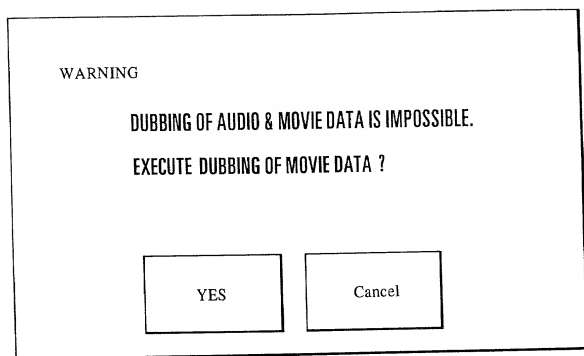 WARNING
DUBBING OF AUDIO & MOVIE DATA IS IMPOSSIBLE.
EXECUTE DUBBING OF MOVIE DATA ?
YES
Cancel